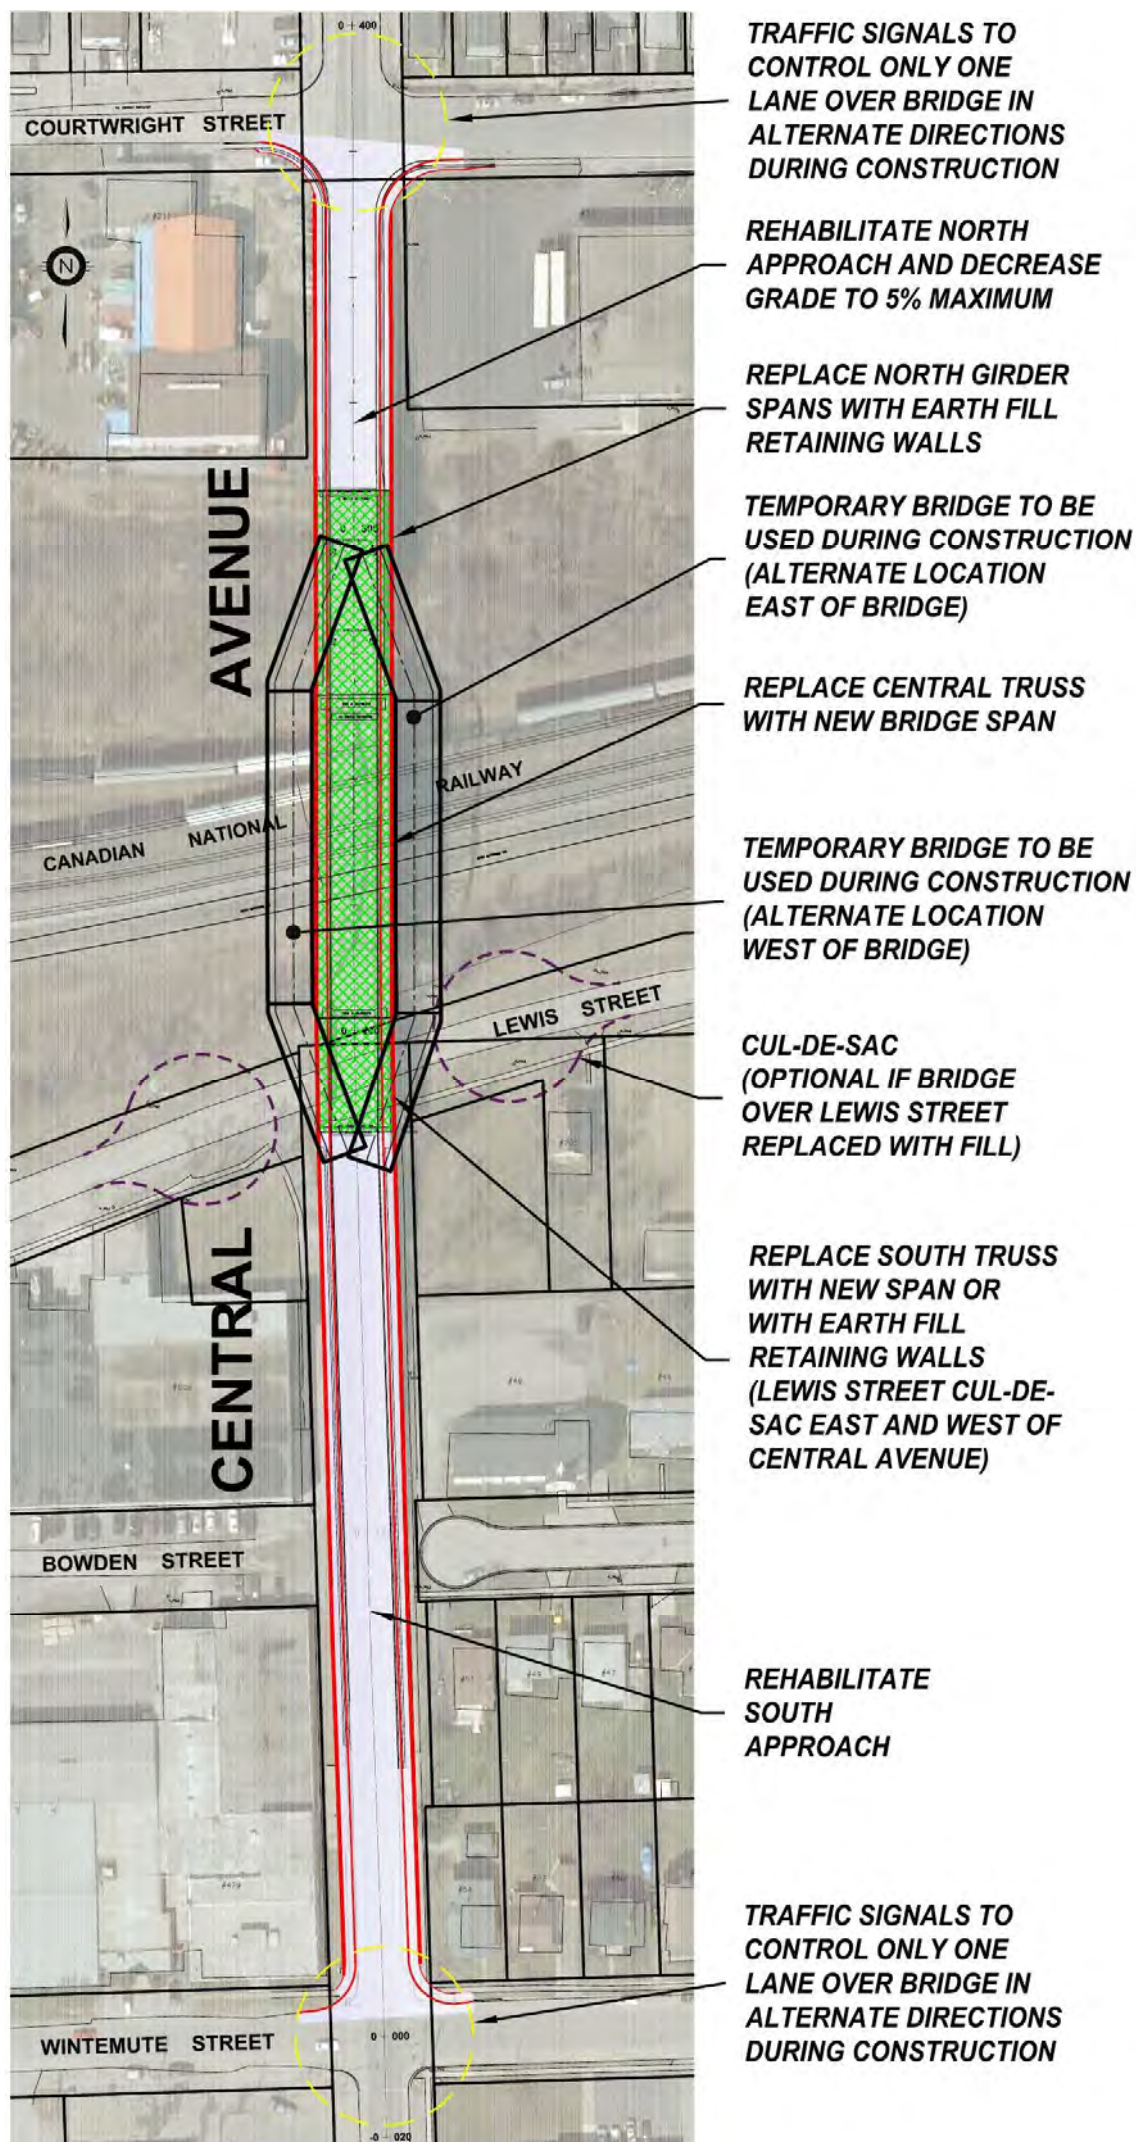 0 + 400
TRAFFIC SIGNALS TO
CONTROL ONLY ONE
LANE OVER BRIDGE IN
ALTERNATE DIRECTIONS
DURING CONSTRUCTION
COURTWRIGHT STREET
N
REHABILITATE NORTH
APPROACH AND DECREASE
GRADE TO 5% MAXIMUM
REPLACE NORTH GIRDER
SPANS WITH EARTH FILL
RETAINING WALLS
AVENUE
TEMPORARY BRIDGE TO BE
USED DURING CONSTRUCTION
(ALTERNATE LOCATION
EAST OF BRIDGE)
REPLACE CENTRAL TRUSS
WITH NEW BRIDGE SPAN
CANADIAN NATIONAL RAILWAY
TEMPORARY BRIDGE TO BE
USED DURING CONSTRUCTION
(ALTERNATE LOCATION
WEST OF BRIDGE)
LEWIS STREET
CUL-DE-SAC
(OPTIONAL IF BRIDGE
OVER LEWIS STREET
REPLACED WITH FILL)
CENTRAL
REPLACE SOUTH TRUSS
WITH NEW SPAN OR
WITH EARTH FILL
RETAINING WALLS
(LEWIS STREET CUL-DE-
SAC EAST AND WEST OF
CENTRAL AVENUE)
BOWDEN STREET
REHABILITATE
SOUTH
APPROACH
TRAFFIC SIGNALS TO
CONTROL ONLY ONE
LANE OVER BRIDGE IN
ALTERNATE DIRECTIONS
DURING CONSTRUCTION
WINTEMUTE STREET
0 - 000
-0 - 020